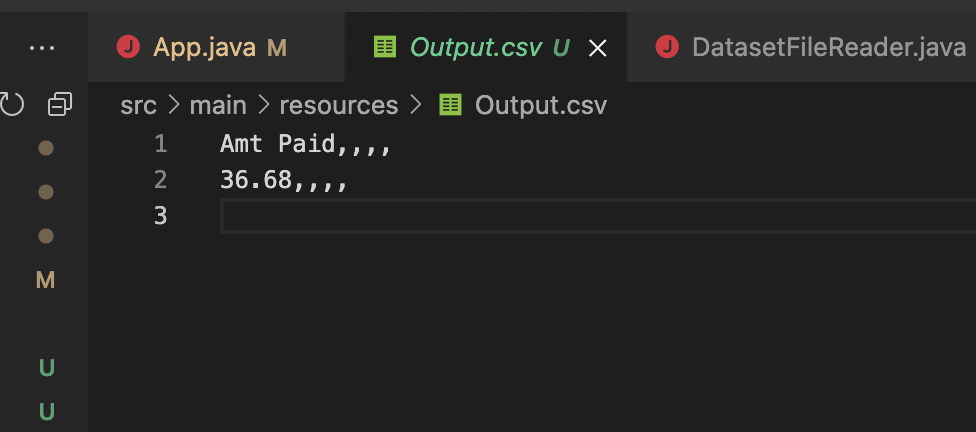 ... App.java M Output.csv U × DatasetFileReader.java
src > main > resources > Output.csv
1 Amt Paid,,,,
2 36.68,,,,
3
M
U
U